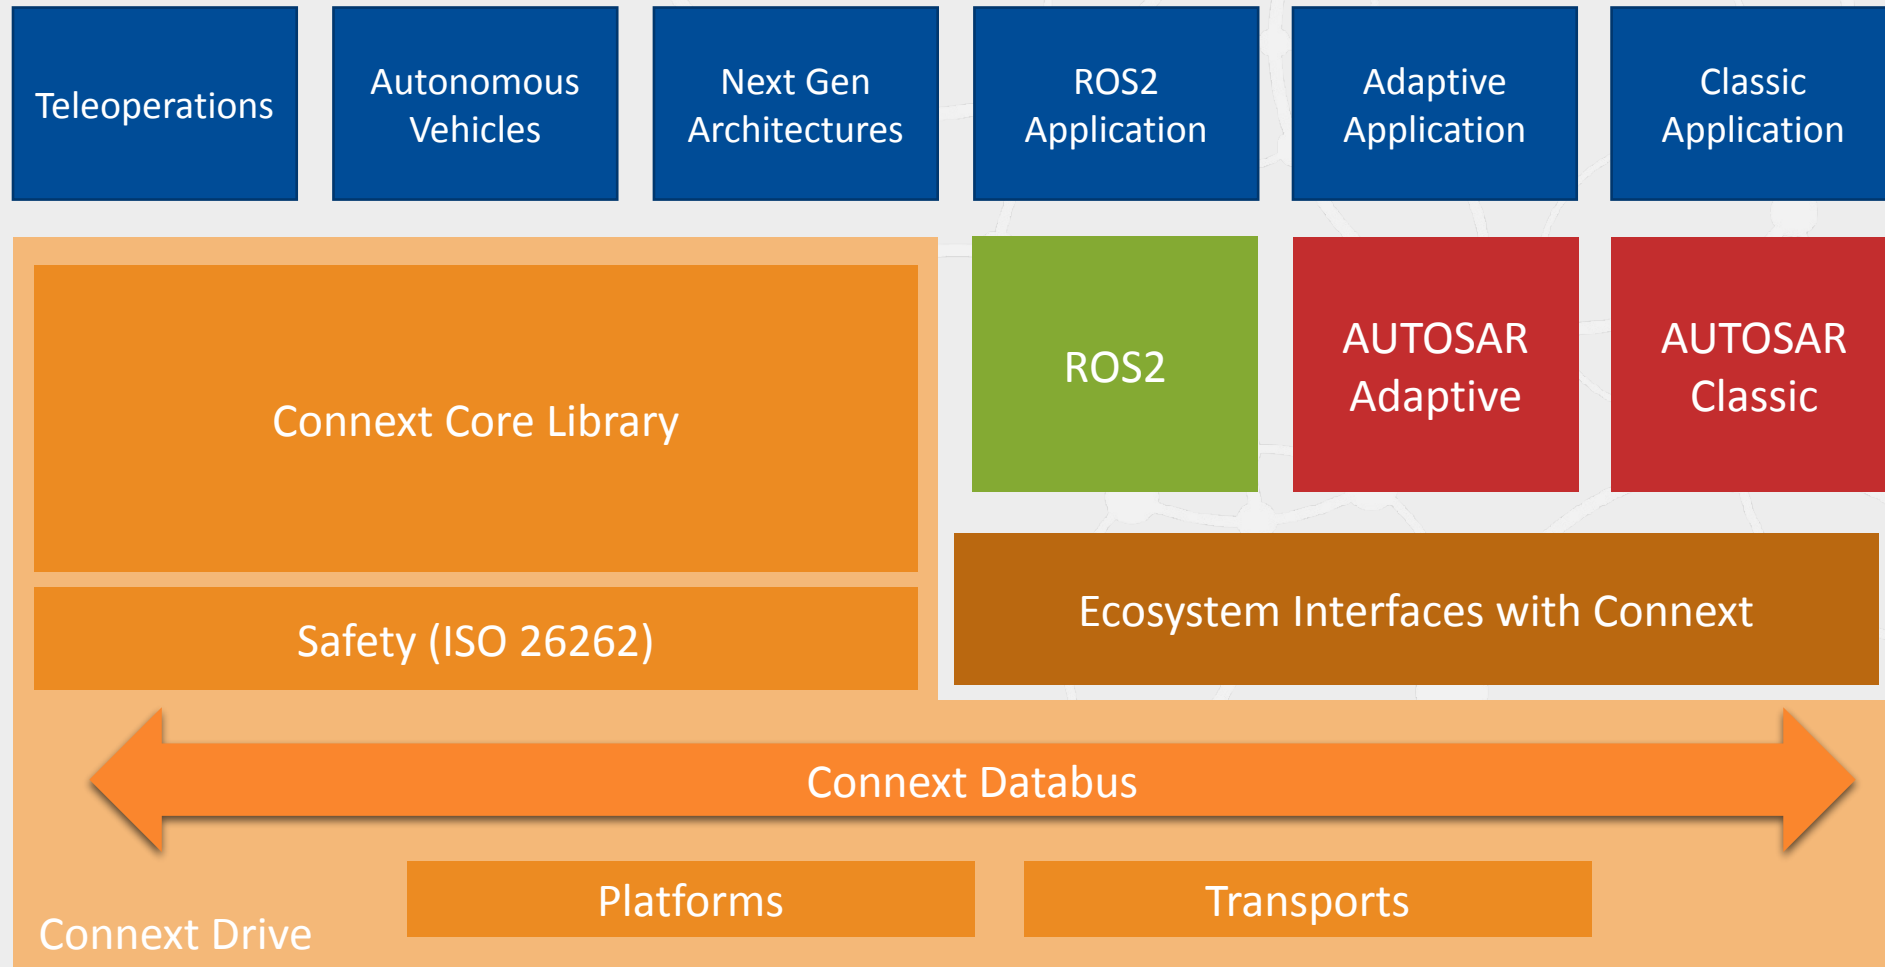 Teleoperations
Autonomous
Vehicles
Next Gen
Architectures
ROS2
Application
Adaptive
Application
Classic
Application
Connext Core Library
ROS2
AUTOSAR
Adaptive
AUTOSAR
Classic
Safety (ISO 26262)
Ecosystem Interfaces with Connext
Connext Databus
Platforms
Transports
Connext Drive